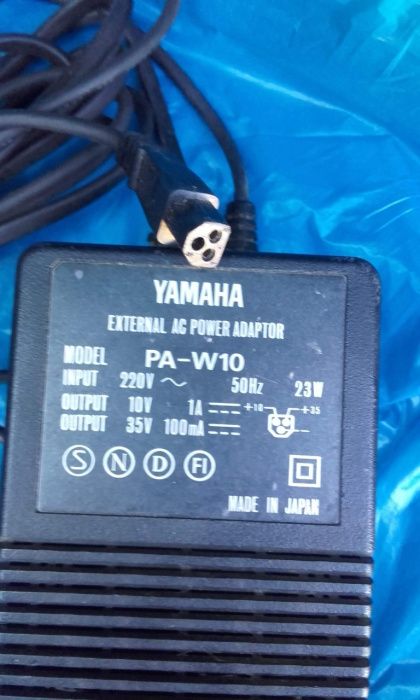 YAMAHA
EXTERNAL AC POWER ADAPTOR
MODEL PA-W10
INPUT 220V ~ 50Hz 23W
OUTPUT 10V 1A +10 +35
OUTPUT 35V 100mA -
S N D FI
MADE IN JAPAN